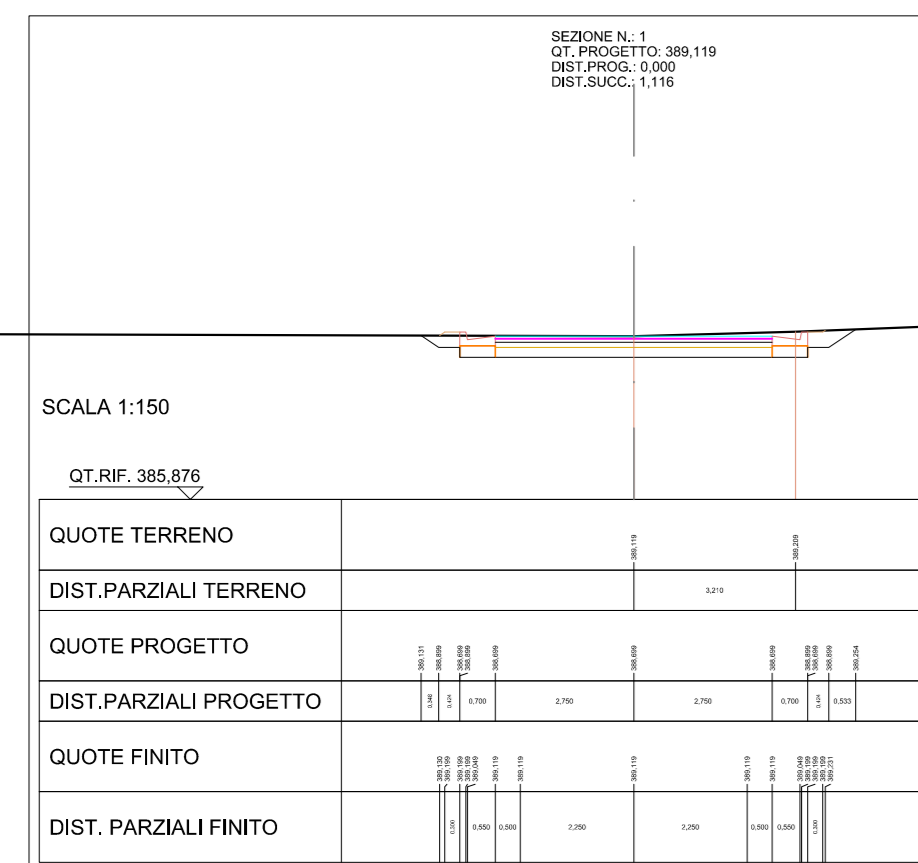 SEZIONE N.: 1
QT. PROGETTO: 389,119
DIST.PROG.: 0,000
DIST.SUCC.: 1,116
SCALA 1:150
QT.RIF. 385,876
QUOTE TERRENO 389,119 389,209
DIST.PARZIALI TERRENO 3,210
QUOTE PROGETTO 389,131 388,899 388,699 388,899 388,699 388,699 388,699 388,899 388,699 388,899 389,254
DIST.PARZIALI PROGETTO 0,348 0,424 0,700 2,750 2,750 0,700 0,424 0,533
QUOTE FINITO 389,130 389,199 389,199 389,199 389,049 389,119 389,119 389,119 389,119 389,119 389,049 389,199 389,199 389,199 389,231
DIST. PARZIALI FINITO 0,300 0,550 0,500 2,250 2,250 0,500 0,550 0,300